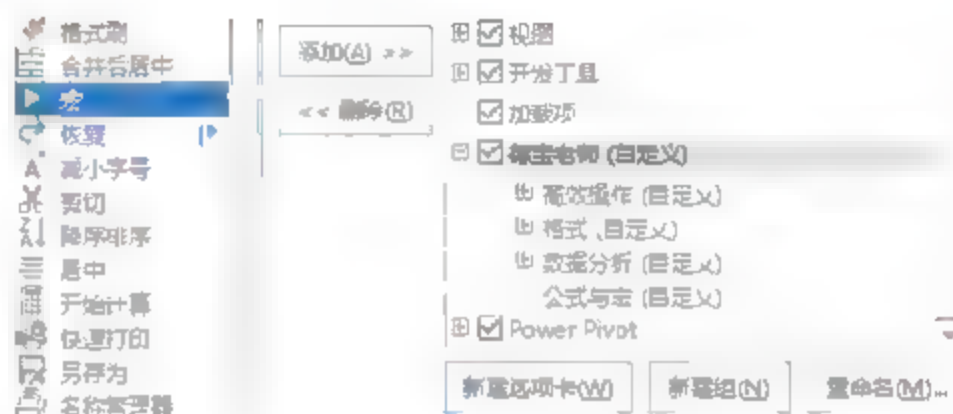 格式刷
合并后居中
宏
恢复
减小字号
剪切
降序排序
居中
开始计算
快速打印
另存为
名称管理器
添加(A) >>
<< 删除(R)
视图
开发工具
加载项
(自定义)
高效操作 (自定义)
格式 (自定义)
数据分析 (自定义)
公式与宏 (自定义)
Power Pivot
新建选项卡(W)
新建组(N)
重命名(M)...